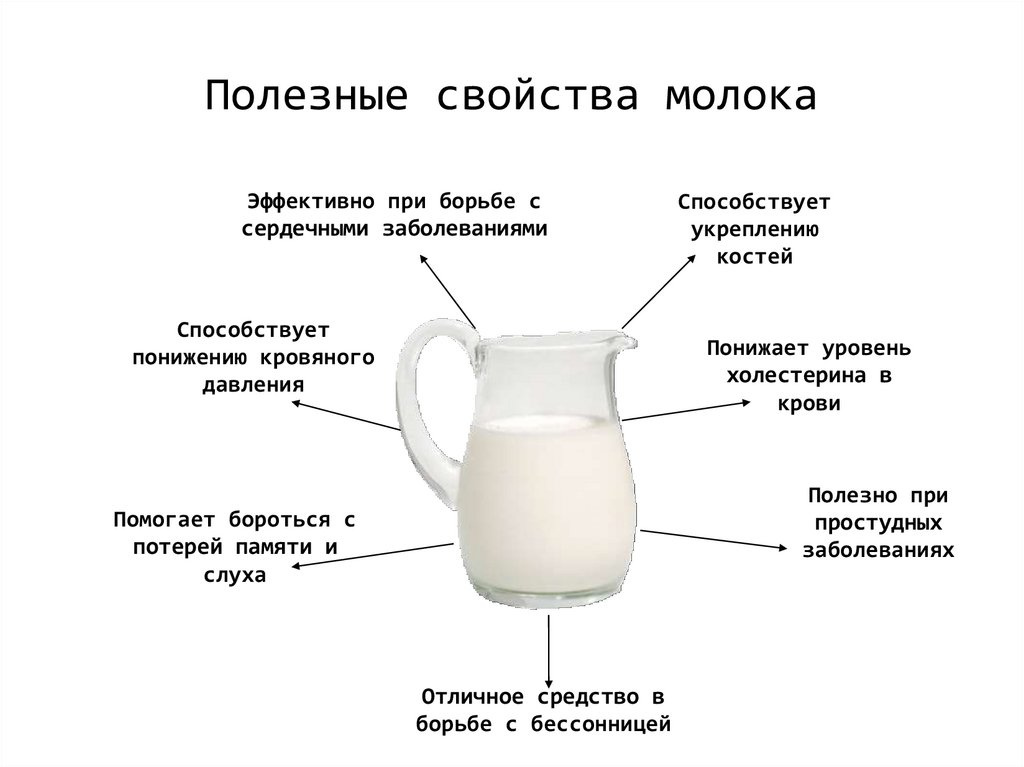 Полезные свойства молока
Эффективно при борьбе с
сердечными заболеваниями
Способствует
укреплению
костей
Способствует
понижению кровяного
давления
Понижает уровень
холестерина в
крови
Помогает бороться с
потерей памяти и
слуха
Полезно при
простудных
заболеваниях
Отличное средство в
борьбе с бессонницей